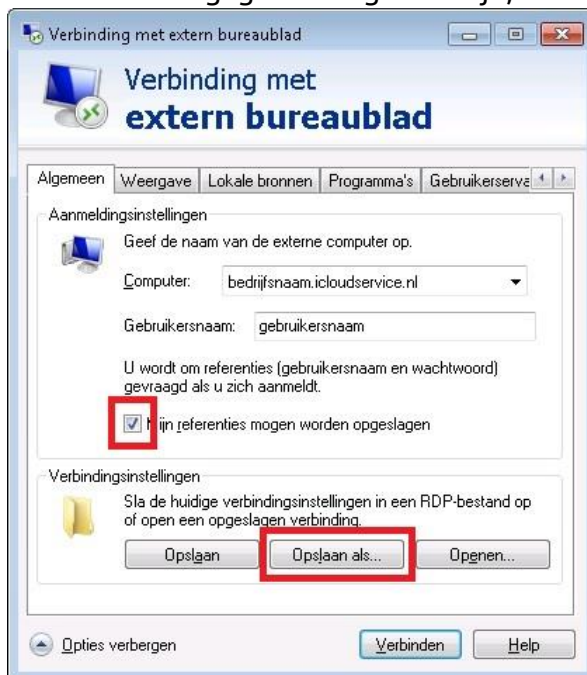 Verbinding met extern bureaublad
Verbinding met
extern bureaublad
Algemeen Weergave Lokale bronnen Programma's Gebruikerserva
Aanmeldingsinstellingen
Geef de naam van de externe computer op.
Computer: bedrijfsnaam.icloudservice.nl
Gebruikersnaam: gebruikersnaam
U wordt om referenties (gebruikersnaam en wachtwoord)
gevraagd als u zich aanmeldt.
Mijn referenties mogen worden opgeslagen
Verbindingsinstellingen
Sla de huidige verbindingsinstellingen in een RDP-bestand op
of open een opgeslagen verbinding.
Opslaan Opslaan als... Openen...
Opties verbergen Verbinden Help